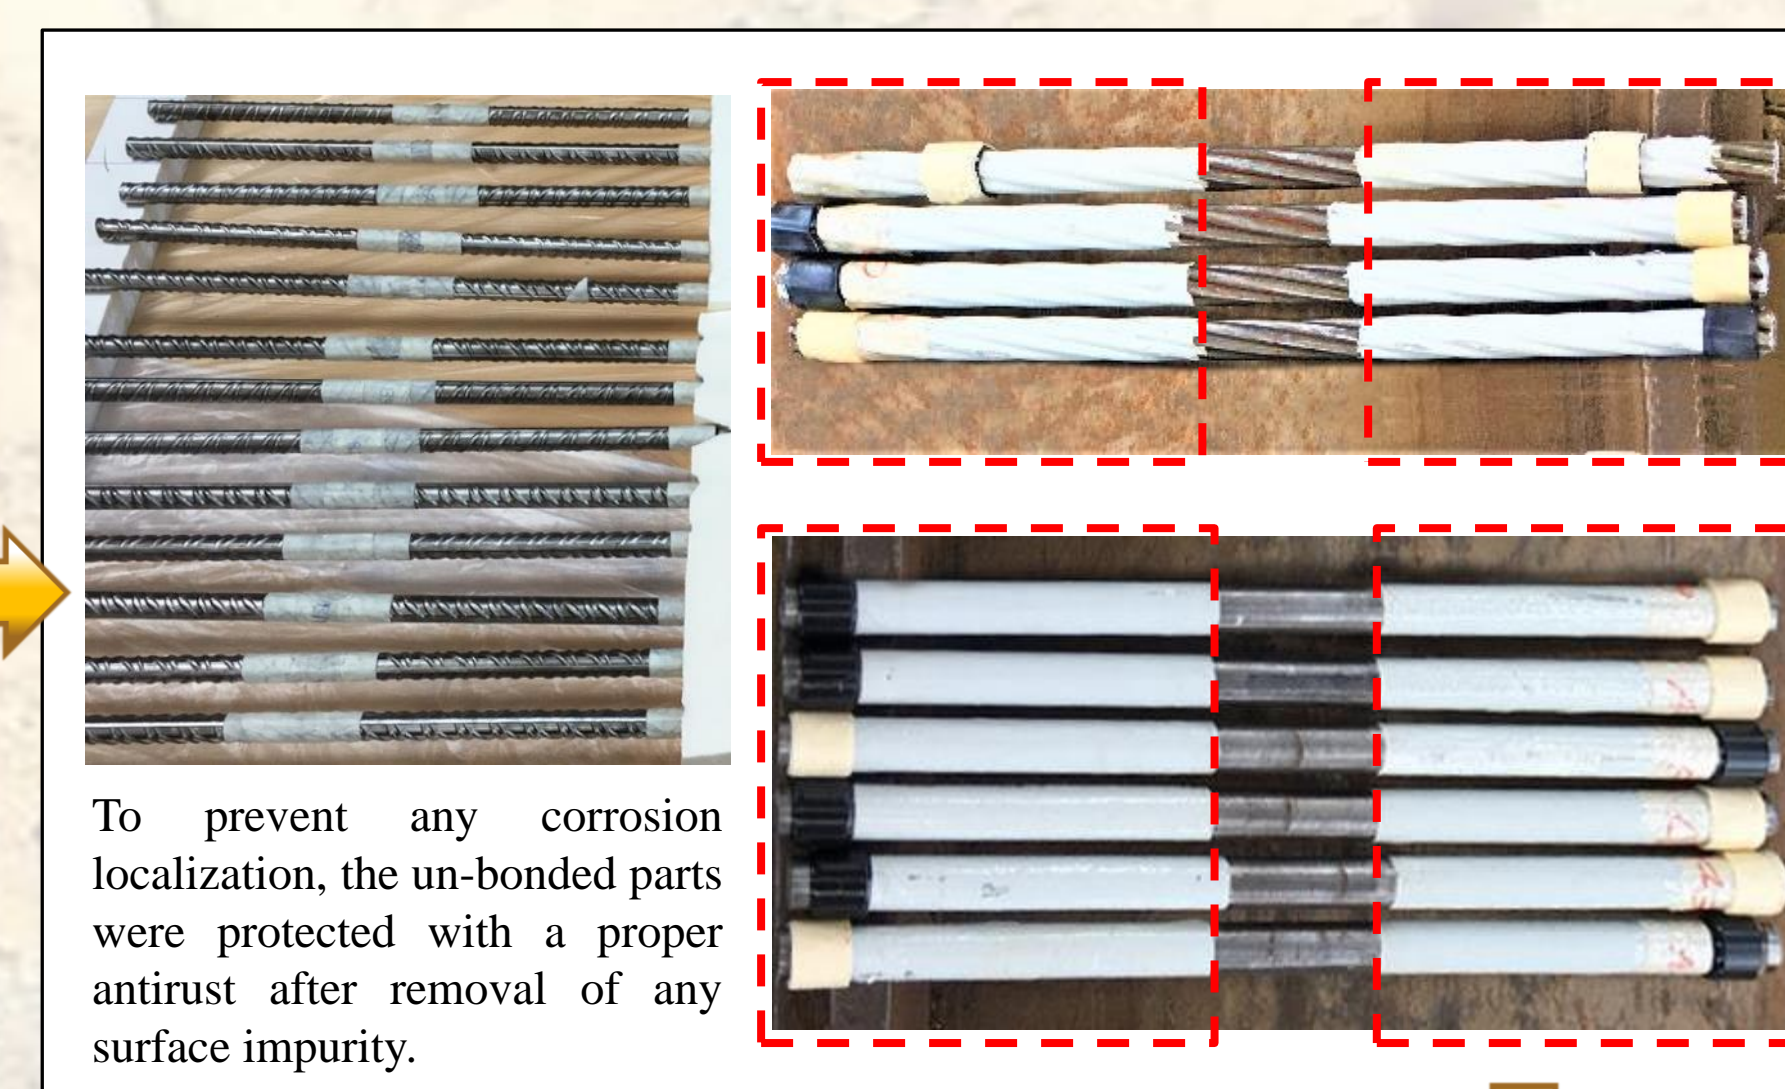 To prevent any corrosion
localization, the un-bonded parts
were protected with a proper
antirust after removal of any
surface impurity.